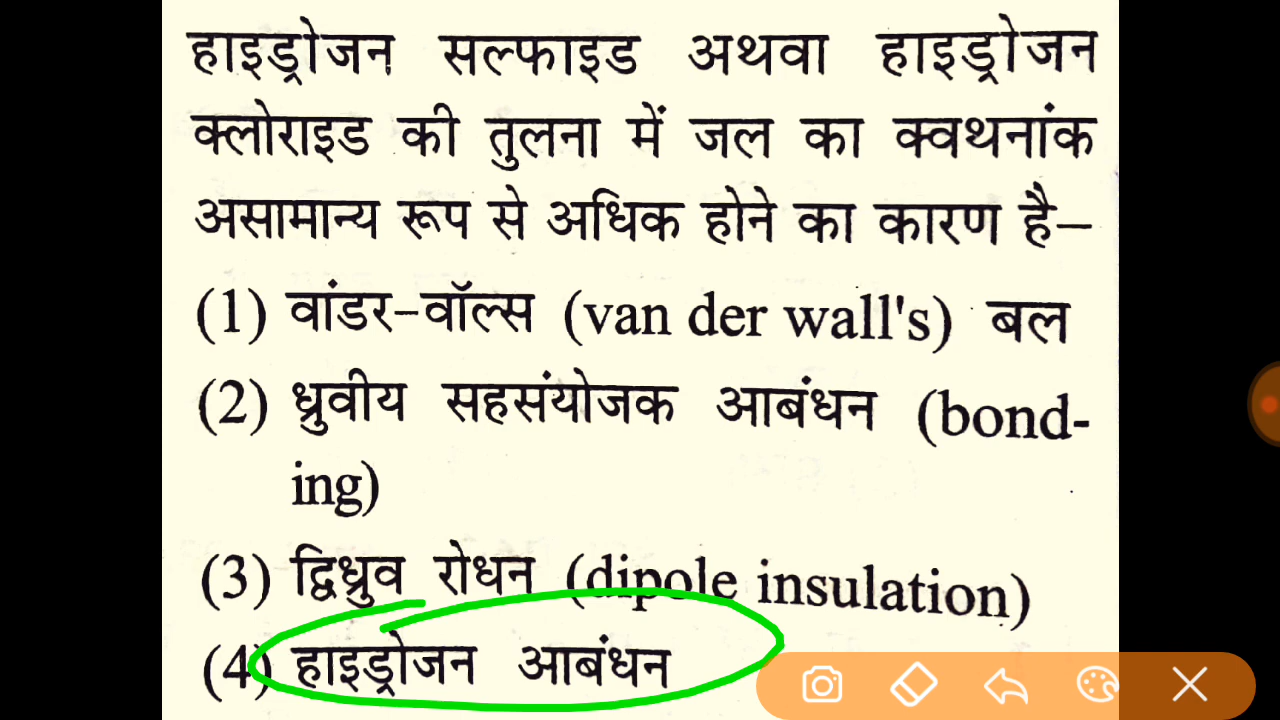 हाइड्रोजन सल्फाइड अथवा हाइड्रोजन
क्लोराइड की तुलना में जल का क्वथनांक
असामान्य रूप से अधिक होने का कारण है–
(1) वांडर–वॉल्स (van der wall's) बल
(2) ध्रुवीय सहसंयोजक आबंधन (bond-
ing)
(3) द्विध्रुव रोधन (dipole insulation)
(4) हाइड्रोजन आबंधन